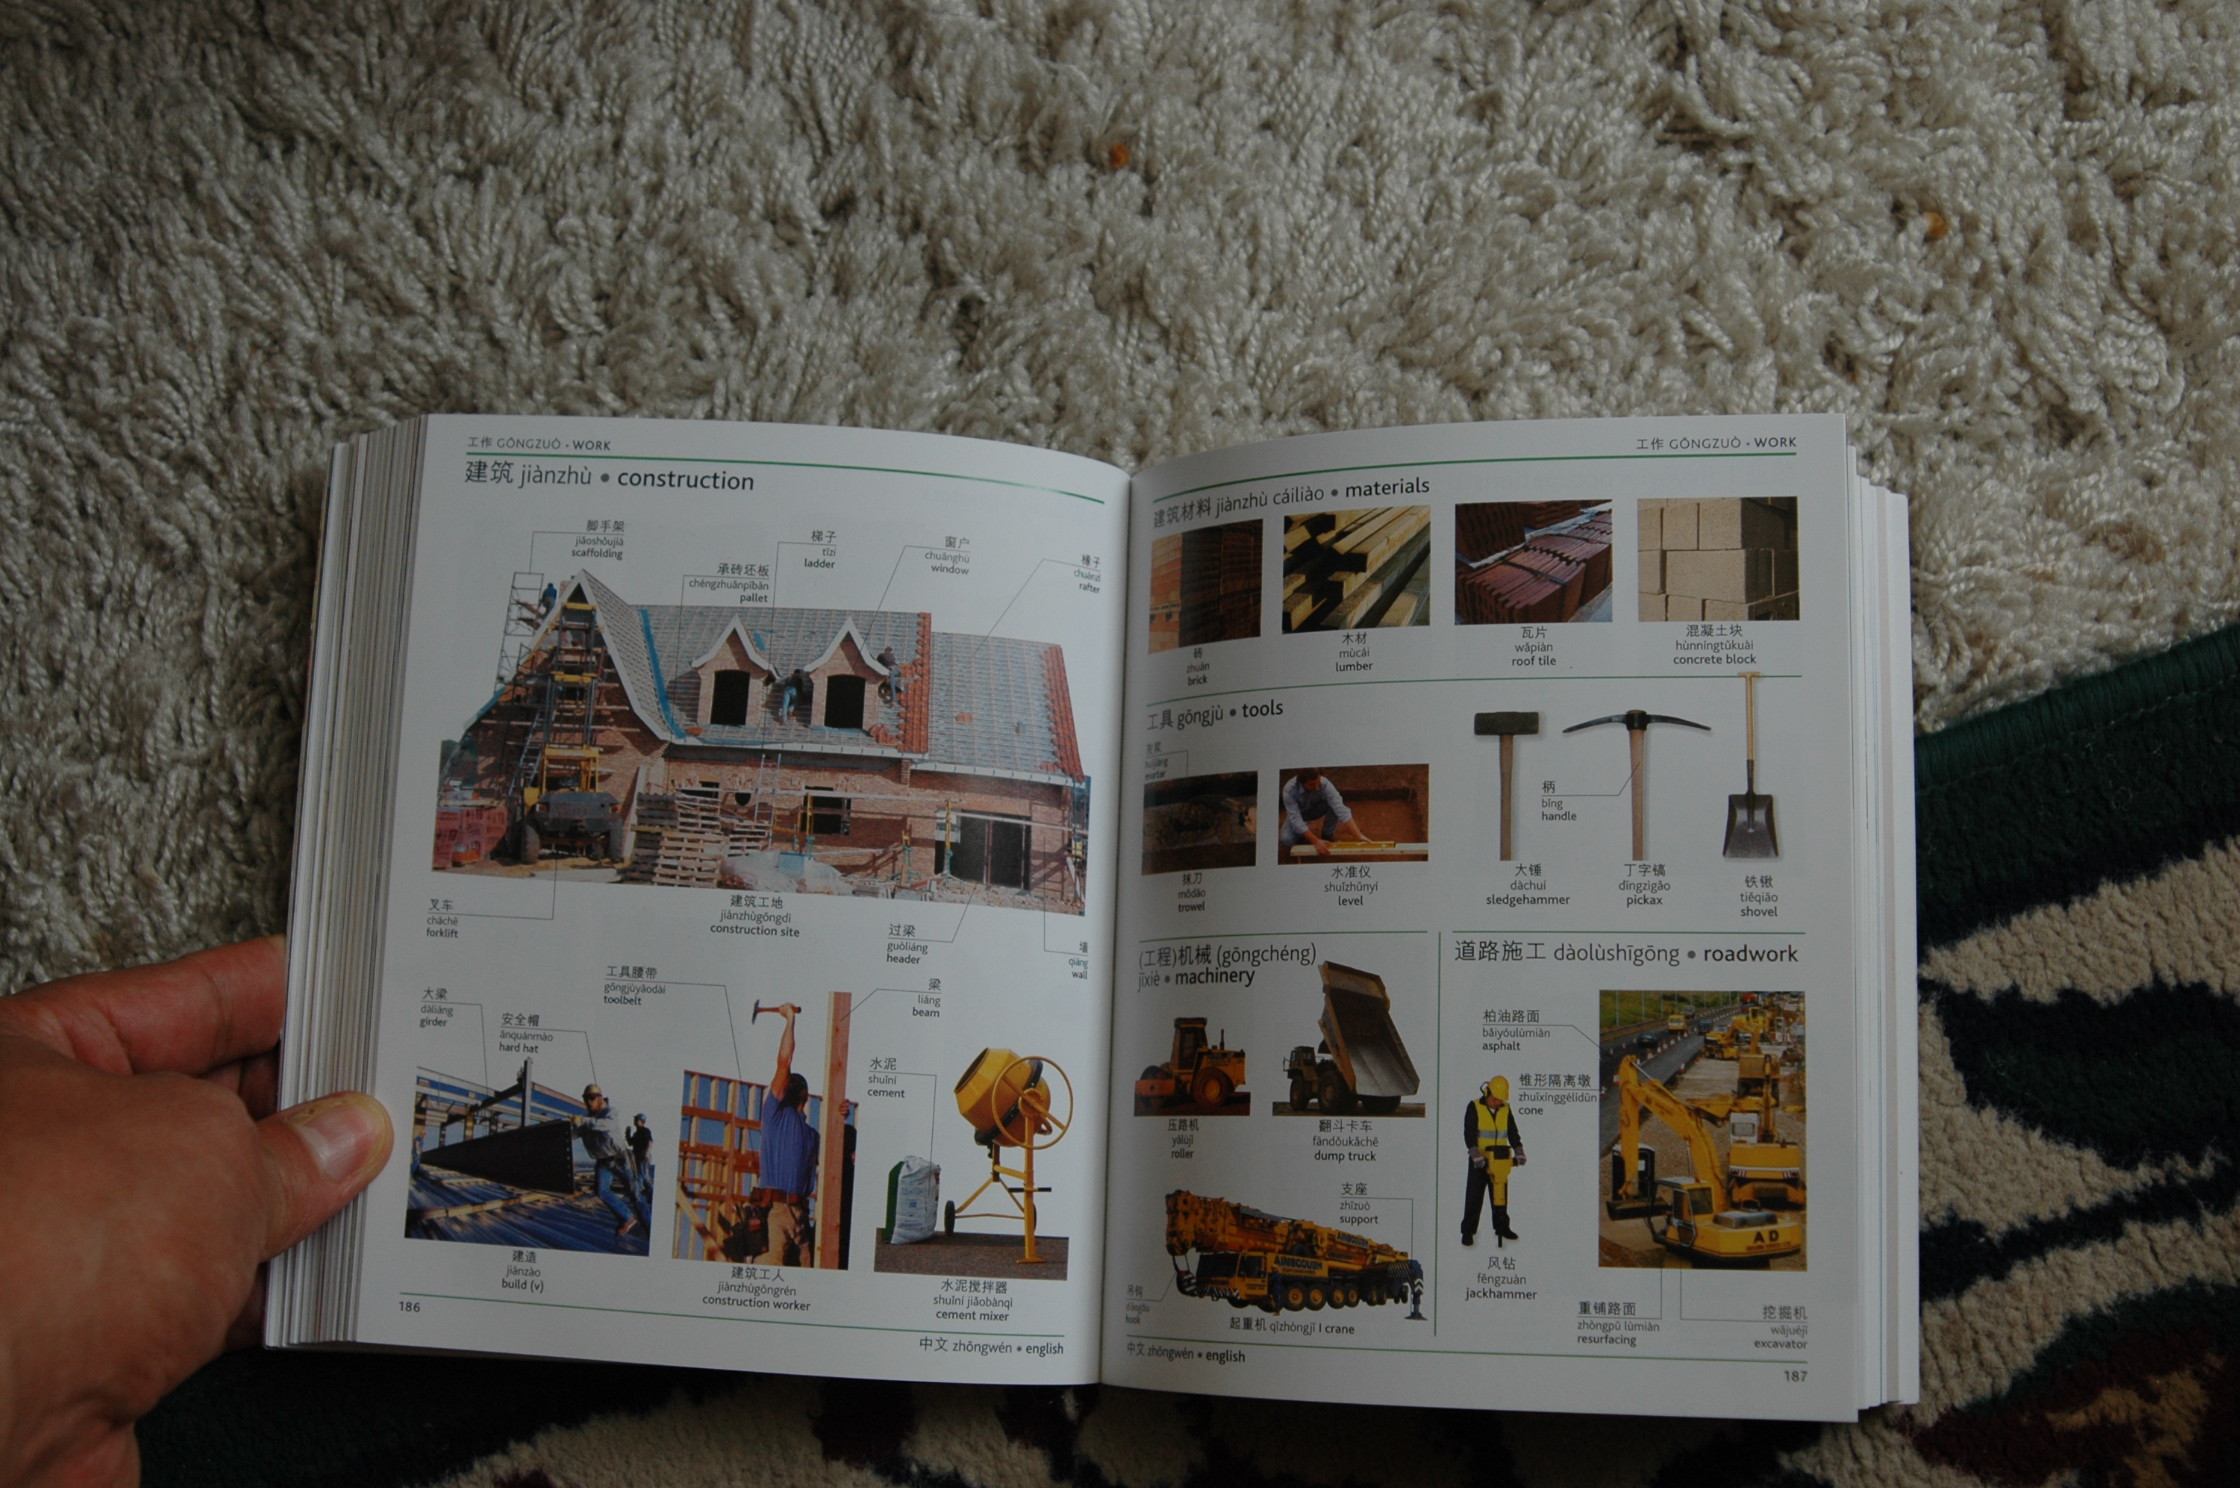 工作 GŌNGZUÒ • WORK
建筑 jiànzhù • construction
脚手架
jiǎoshǒujià
scaffolding
承砖坯板
chéngzhuānpībǎn
pallet
梯子
tīzi
ladder
窗户
chuānghù
window
椽子
chuánzi
rafter
叉车
chāchē
forklift
建筑工地
jiànzhùgōngdì
construction site
过梁
guòliáng
header
墙
qiáng
wall
大梁
dàliáng
girder
安全帽
ānquánmào
hard hat
工具腰带
gōngjùyāodài
toolbelt
梁
liáng
beam
水泥
shuǐní
cement
建造
jiànzào
build (v)
建筑工人
jiànzhùgōngrén
construction worker
水泥搅拌器
shuǐní jiǎobànqì
cement mixer
186
中文 zhōngwén • english
工作 GŌNGZUÒ • WORK
建筑材料 jiànzhù cáiliào • materials
砖
zhuān
brick
木材
mùcái
lumber
瓦片
wǎpiàn
roof tile
混凝土块
hùnníngtǔkuài
concrete block
工具 gōngjù • tools
灰浆
huījiāng
mortar
抹刀
mǒdāo
trowel
水准仪
shuǐzhǔnyí
level
大锤
dàchuí
sledgehammer
柄
bǐng
handle
丁字镐
dīngzìgǎo
pickax
铁锹
tiěqiāo
shovel
(工程)机械 (gōngchéng)
jīxiè • machinery
压路机
yālùjī
roller
翻斗卡车
fāndǒukǎchē
dump truck
支座
zhīzuò
support
吊钩
diàogōu
hook
起重机 qǐzhòngjī l crane
道路施工 dàolùshīgōng • roadwork
柏油路面
bǎiyóulùmiàn
asphalt
锥形隔离墩
zhuīxínggélídūn
cone
风钻
fēngzuàn
jackhammer
重铺路面
chóngpū lùmiàn
resurfacing
挖掘机
wājuéjī
excavator
中文 zhōngwén • english
187